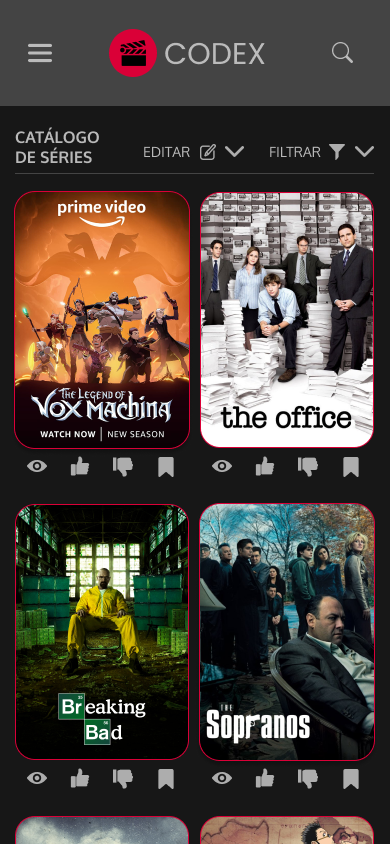 CODEX
CATÁLOGO
DE SÉRIES
EDITAR
FILTRAR
prime video
THE LEGEND OF
VOX MACHINA
WATCH NOW | NEW SEASON
the office
Breaking
Bad
THE
Sopranos